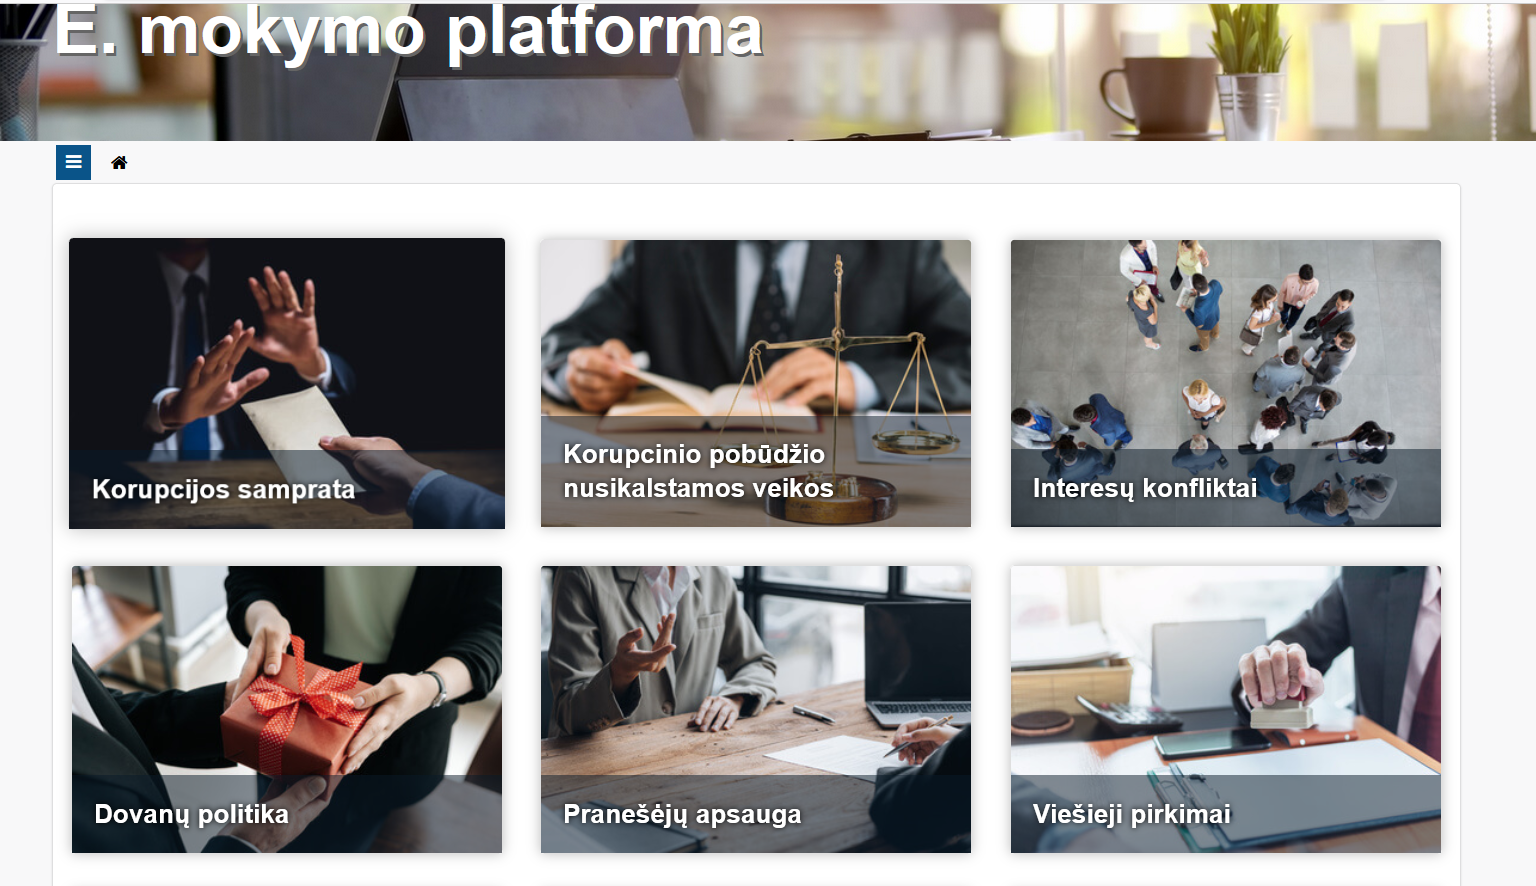 E. mokymo platforma
Korupcijos samprata
Korupcinio pobūdžio
nusikalstamos veikos
Interesų konfliktai
Dovanų politika
Pranešėjų apsauga
Viešieji pirkimai